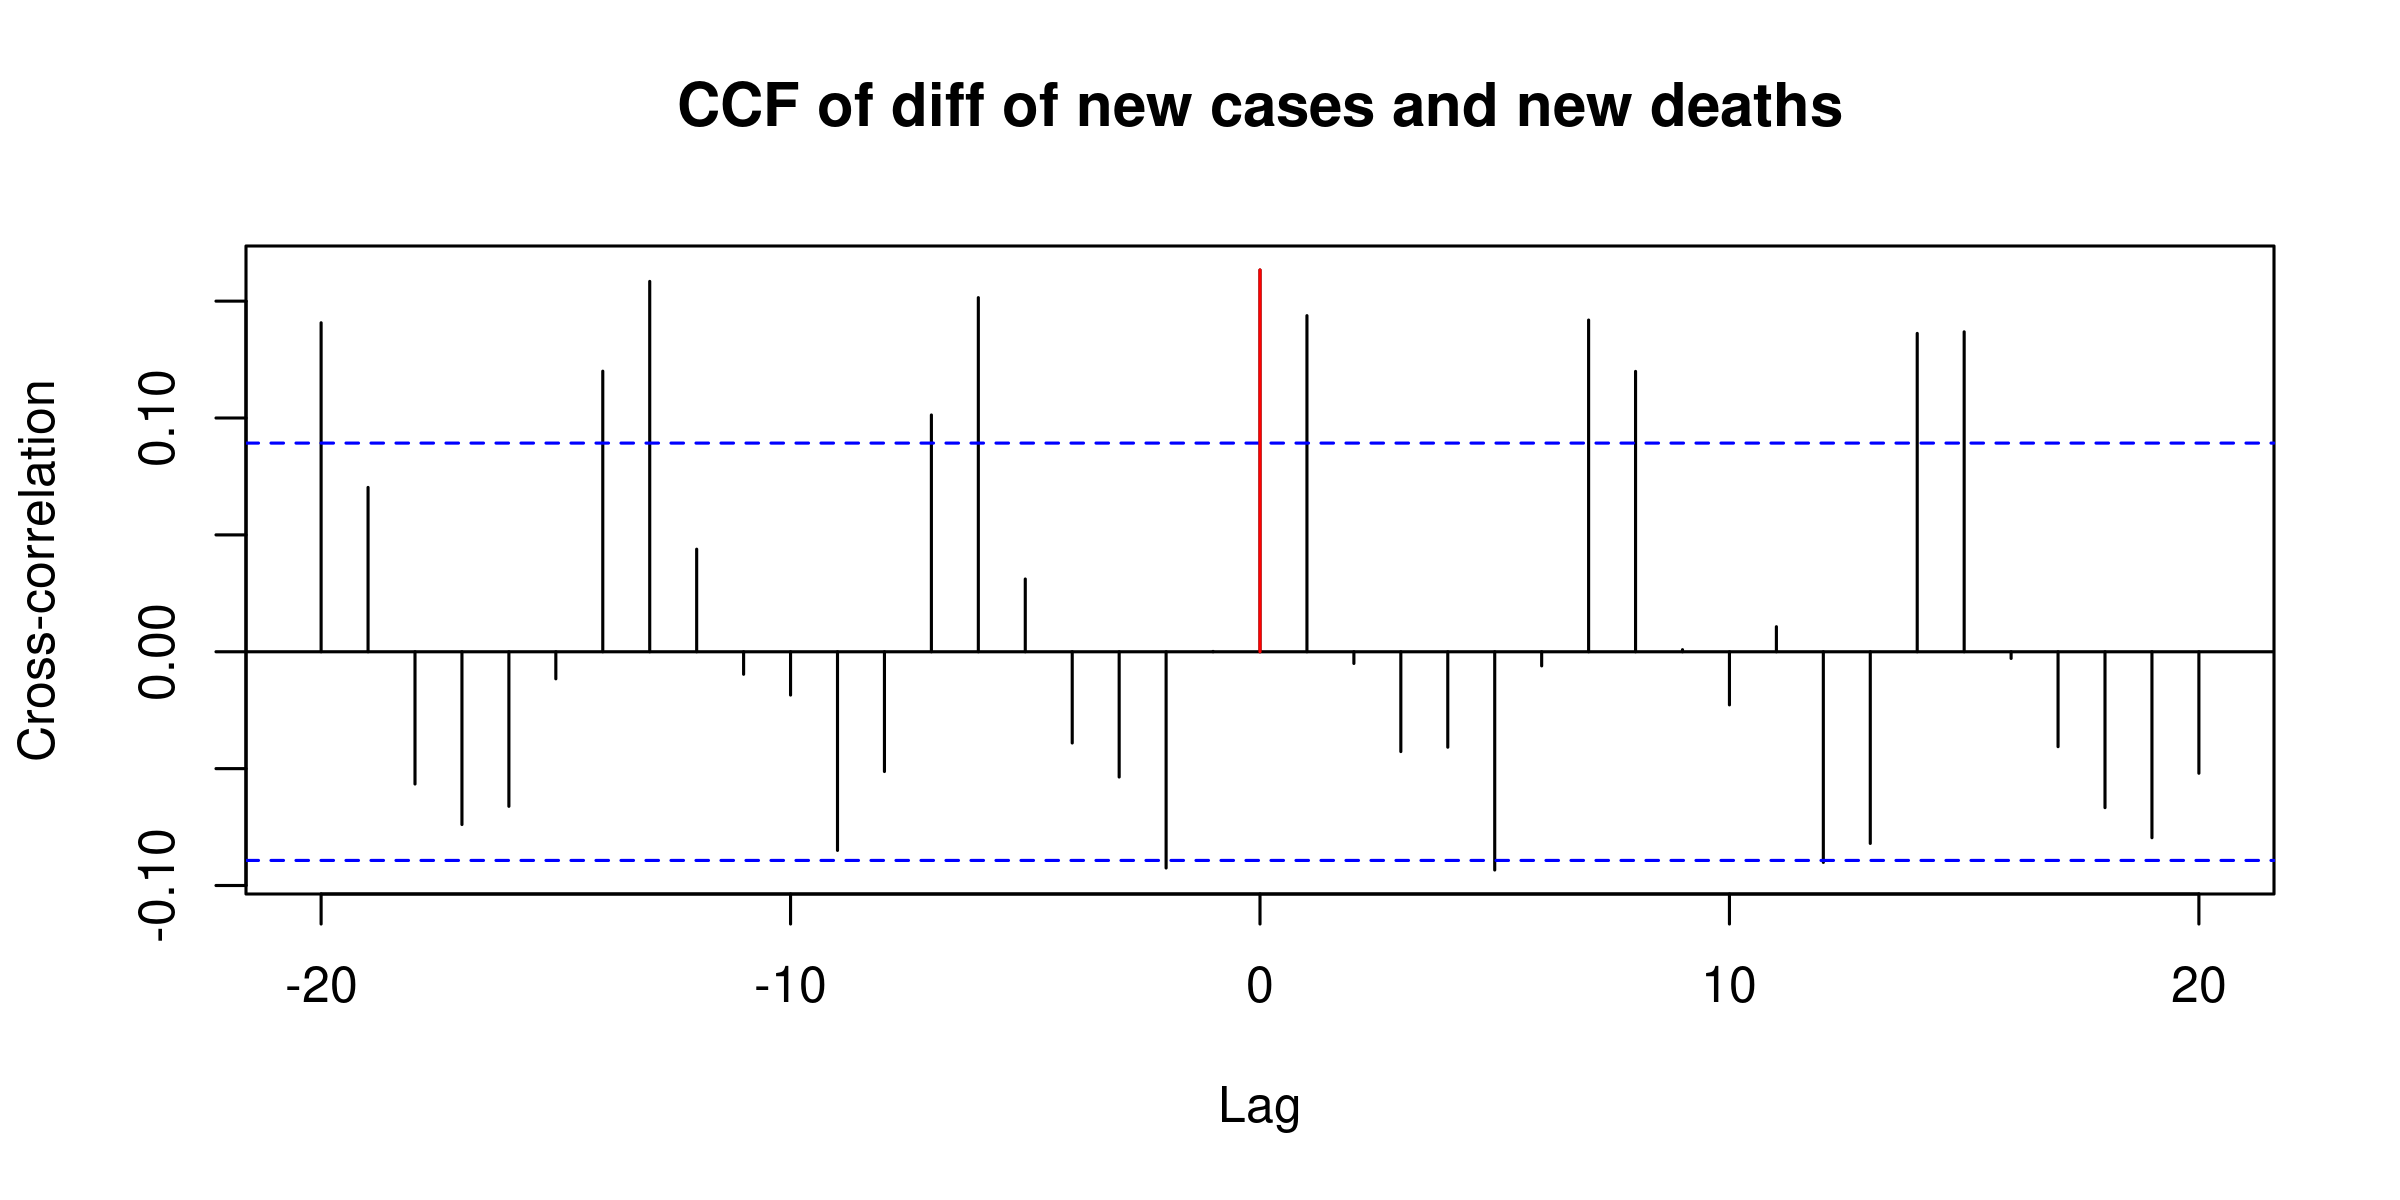 CCF of diff of new cases and new deaths
Cross-correlation
0.10
0.00
-0.10
-20 -10 0 10 20
Lag